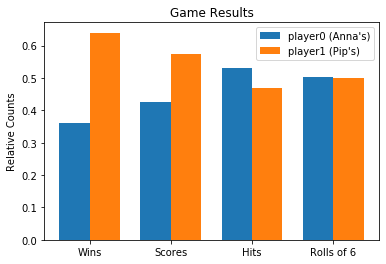 Game Results
player0 (Anna's)
player1 (Pip's)
Relative Counts
0.6
0.5
0.4
0.3
0.2
0.1
0.0
Wins Scores Hits Rolls of 6